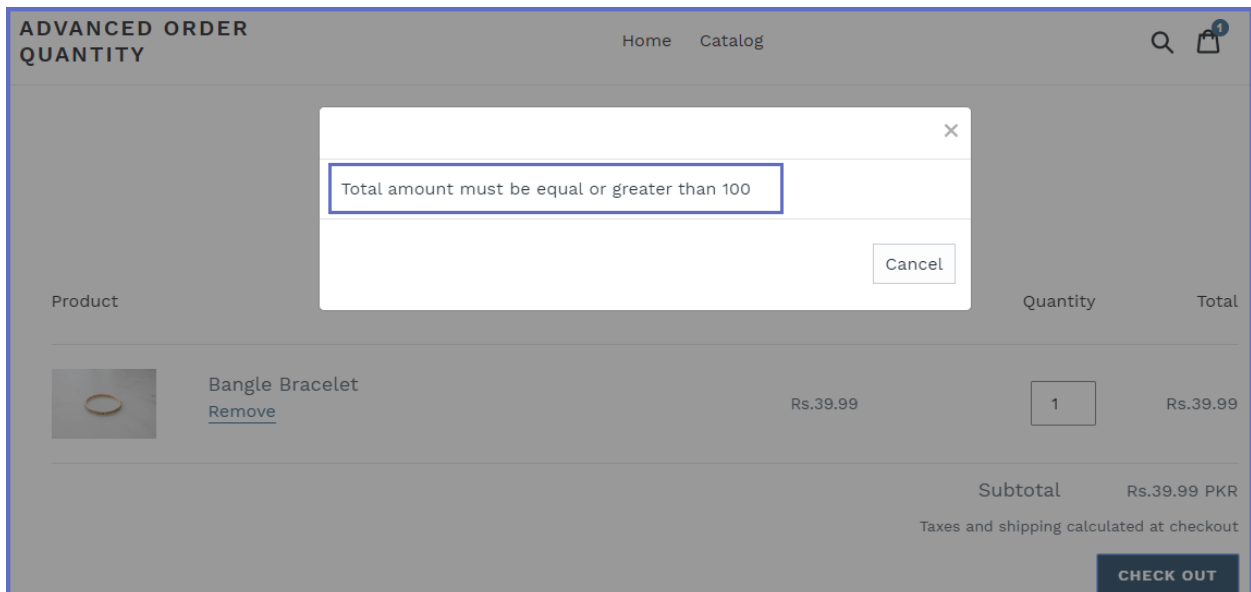 ADVANCED ORDER
QUANTITY
Home Catalog
1
×
Total amount must be equal or greater than 100
Cancel
Product Quantity Total
Bangle Bracelet
Remove
Rs.39.99 1 Rs.39.99
Subtotal Rs.39.99 PKR
Taxes and shipping calculated at checkout
CHECK OUT